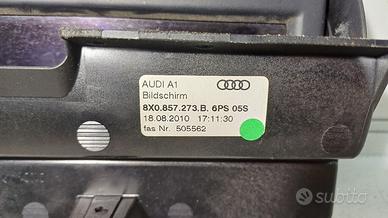 AUDI A1
Bildschirm
8X0.857.273.B. 6PS 05S
18.08.2010 17:11:30
fas Nr. 505562
subito